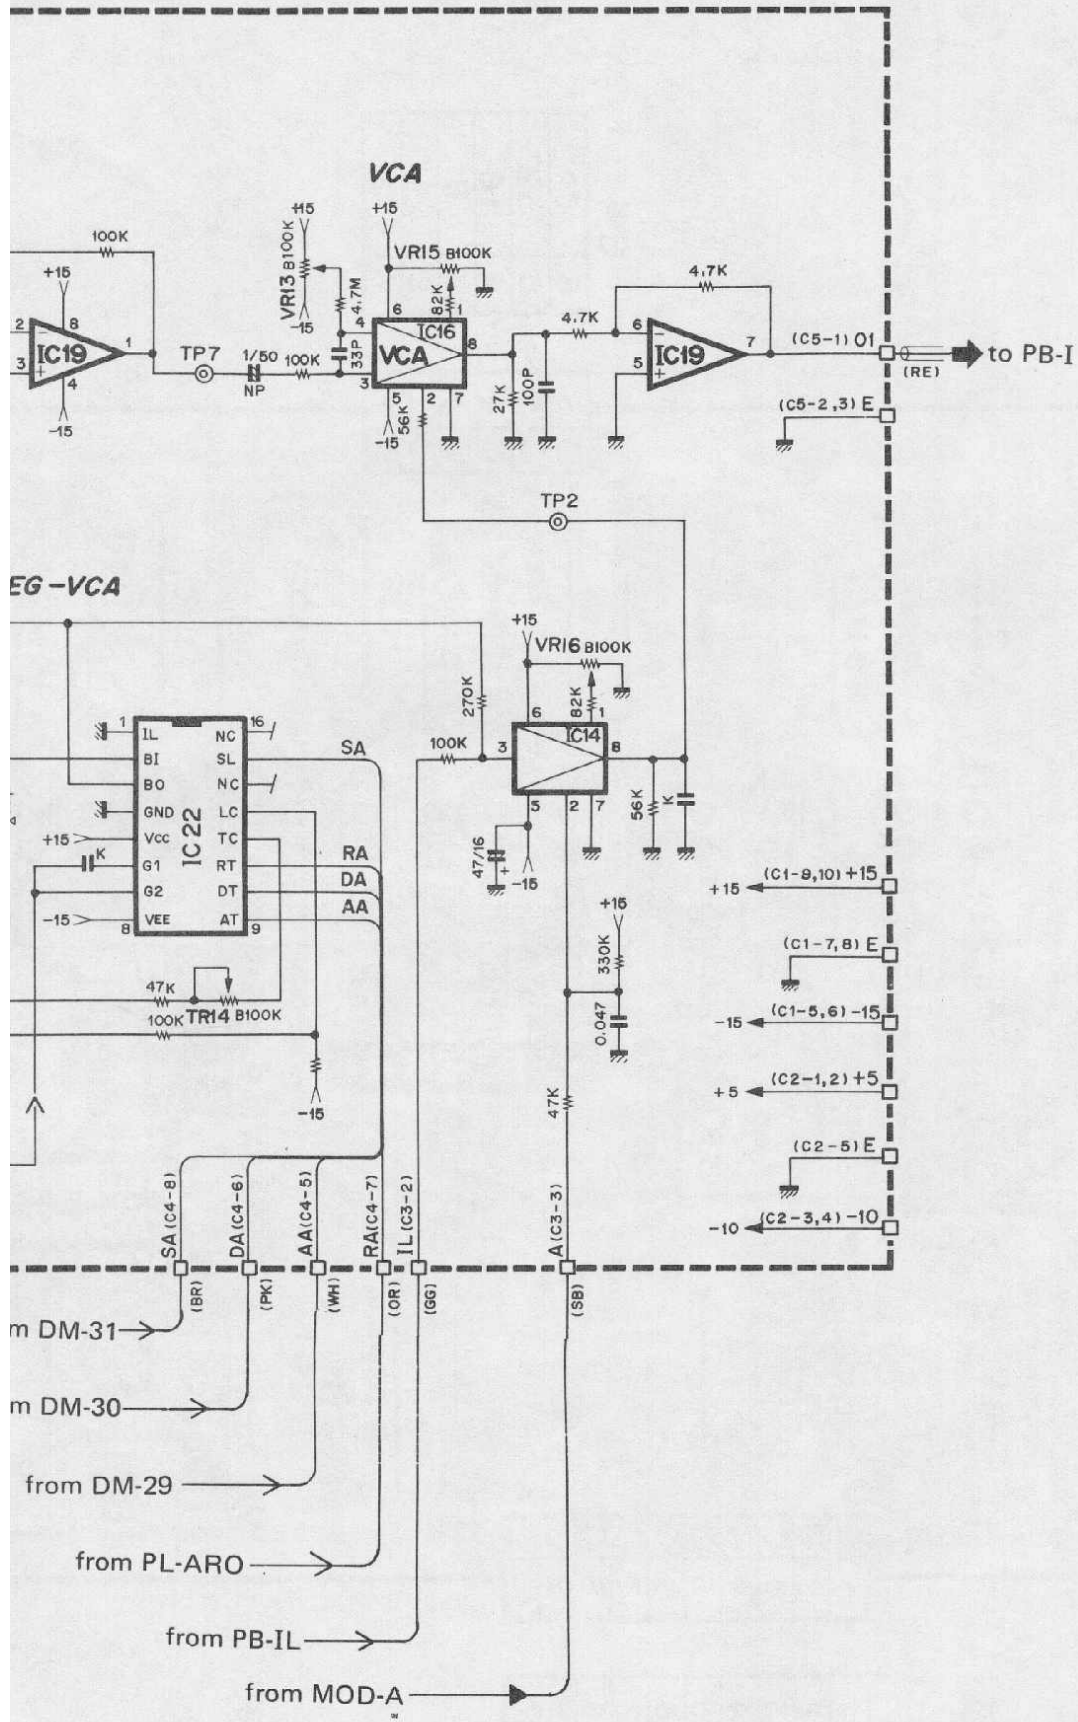 VCA
+15
+15
100K
VR13 B100K
VR15 B100K
4.7K
+15
4.7M
82K
-15
6
1
IC16
4.7K
2
8
4
8
6
7
(C5-1) O1
IC19
1
TP7
1/50
100K
33P
VCA
IC19
to PB-I
3
4
NP
3
5
(RE)
5
2
7
27K
100P
-15
56K
-15
(C5-2,3) E
TP2
EG-VCA
+15
VR16 B100K
270K
82K
6
1
1
IL
NC
16
SA
100K
3
IC14
8
BI
SL
BO
NC
5
2
7
56K
K
GND
LC
+15
VCC
IC22
TC
47/16
+
K
G1
RT
RA
-15
G2
DT
DA
+15
(C1-9,10) +15
-15
VEE
AT
AA
+15
8
9
330K
(C1-7,8) E
47K
TR14 B100K
100K
0.047
-15
(C1-5,6) -15
+5
(C2-1,2) +5
-15
47K
(C2-5) E
SA (C4-8)
DA (C4-6)
AA (C4-5)
RA (C4-7)
IL (C3-2)
A (C3-3)
-10
(C2-3,4) -10
(BR)
(PK)
(WH)
(OR)
(GG)
(SB)
m DM-31
m DM-30
from DM-29
from PL-ARO
from PB-IL
from MOD-A